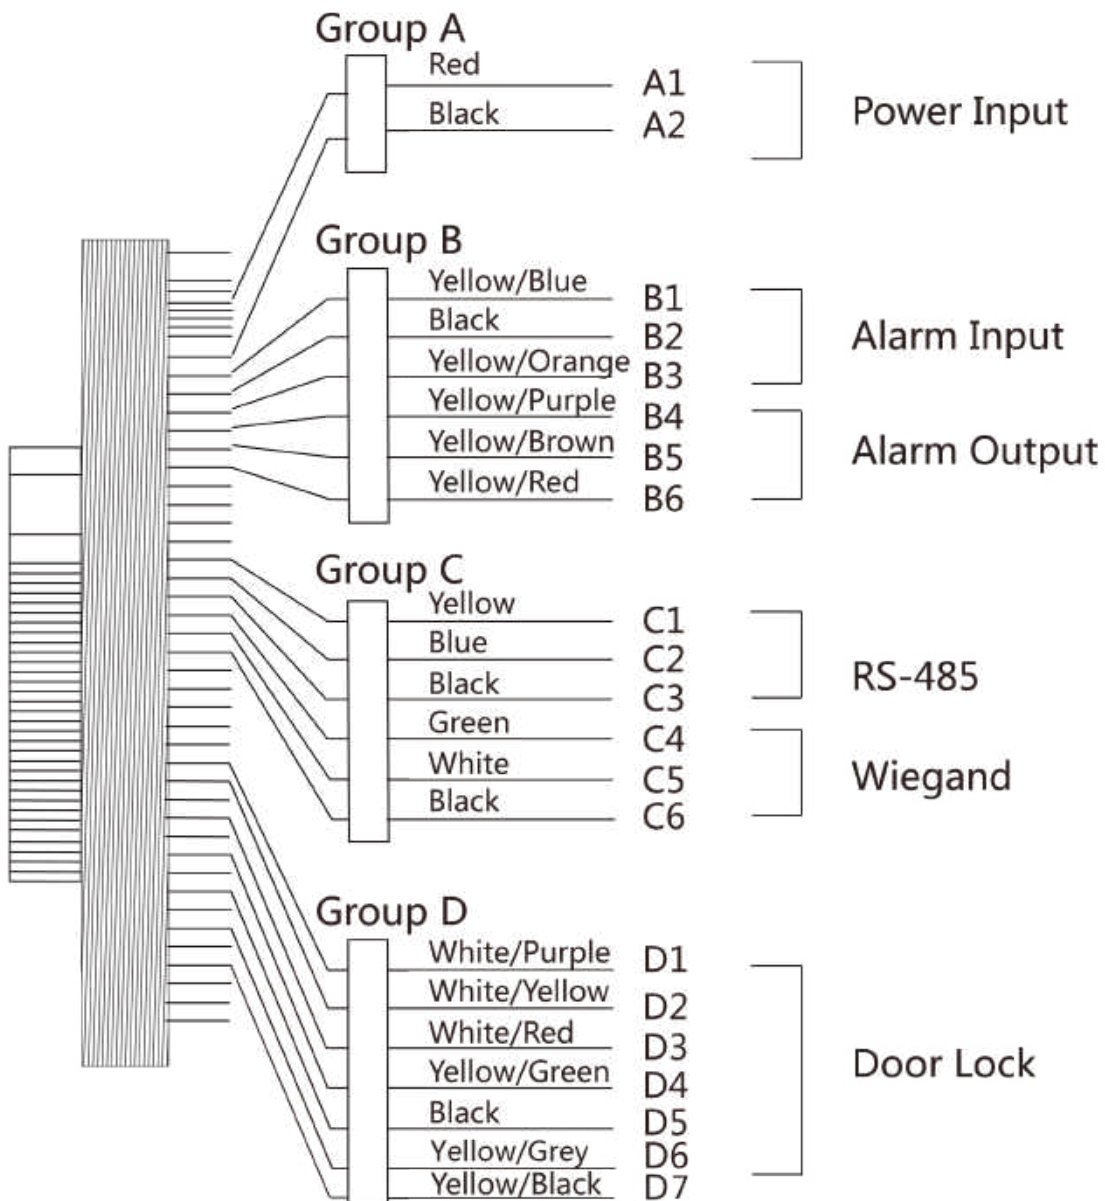 Group A
Red A1
Black A2
Power Input
Group B
Yellow/Blue B1
Black B2
Yellow/Orange B3
Alarm Input
Yellow/Purple B4
Yellow/Brown B5
Yellow/Red B6
Alarm Output
Group C
Yellow C1
Blue C2
Black C3
RS-485
Green C4
White C5
Black C6
Wiegand
Group D
White/Purple D1
White/Yellow D2
White/Red D3
Yellow/Green D4
Black D5
Yellow/Grey D6
Yellow/Black D7
Door Lock